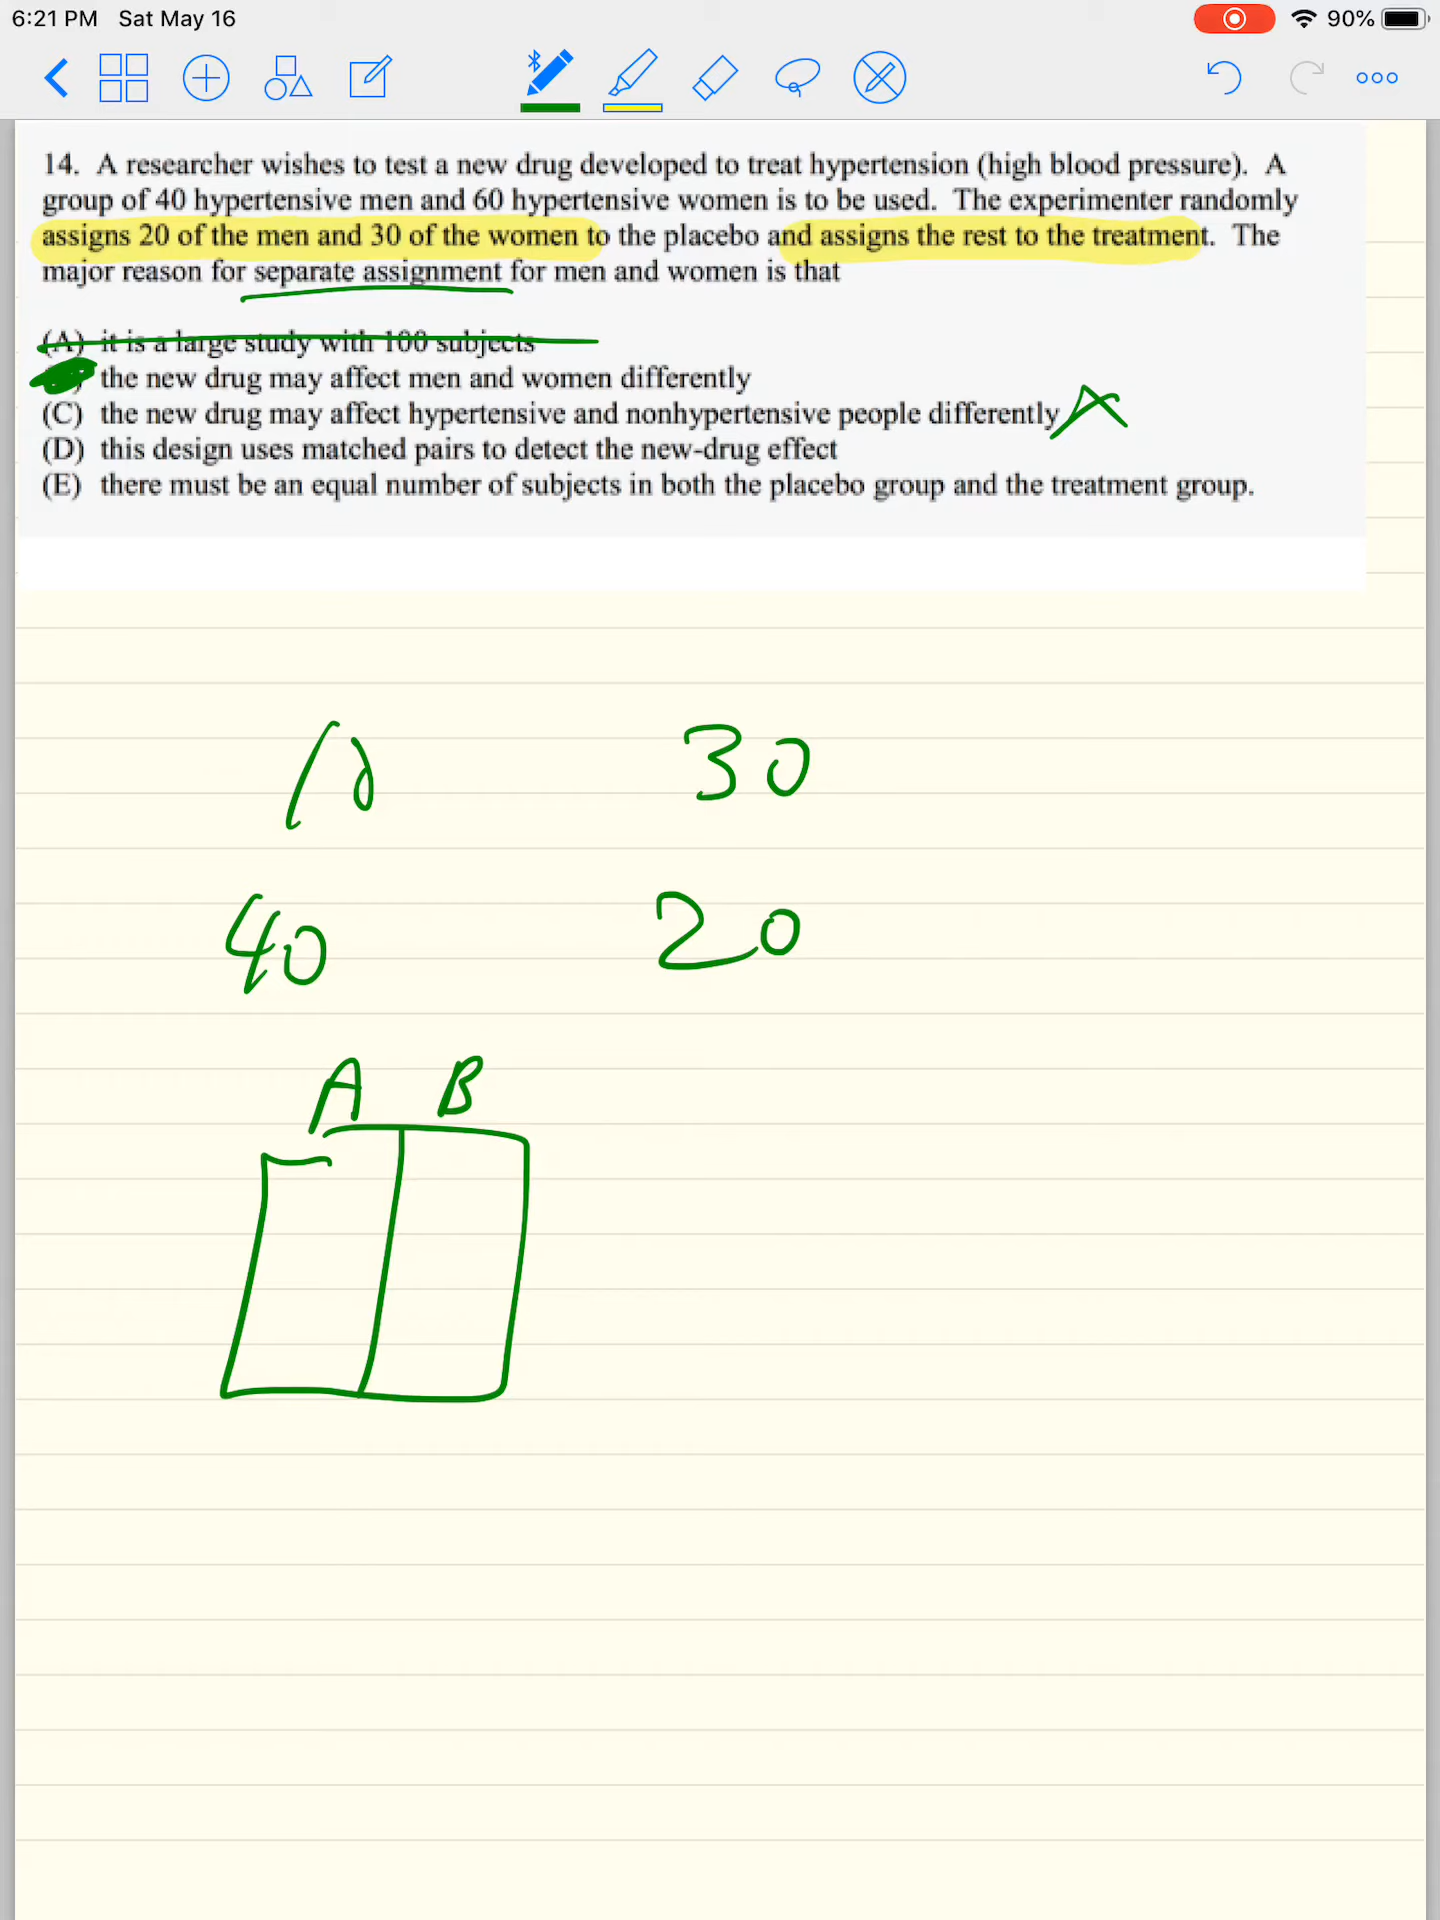 6:21 PM Sat May 16 90%
14. A researcher wishes to test a new drug developed to treat hypertension (high blood pressure). A
group of 40 hypertensive men and 60 hypertensive women is to be used. The experimenter randomly
assigns 20 of the men and 30 of the women to the placebo and assigns the rest to the treatment. The
major reason for separate assignment for men and women is that
(A) it is a large study with 100 subjects
the new drug may affect men and women differently
(C) the new drug may affect hypertensive and nonhypertensive people differently
(D) this design uses matched pairs to detect the new-drug effect
(E) there must be an equal number of subjects in both the placebo group and the treatment group.
10 30
40 20
A B